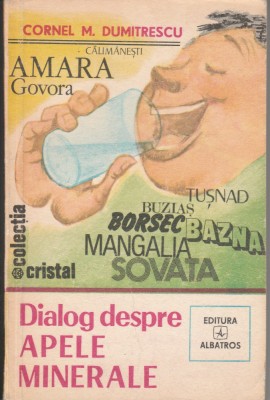 CORNEL M. DUMITRESCU
CĂLIMĂNEŞTI
AMARA
Govora
TUŞNAD
BUZIAŞ
BORSEC
BAZNA
MANGALIA
SOVATA
colecţia
cristal
Dialog despre
APELE
MINERALE
EDITURA
A
ALBATROS